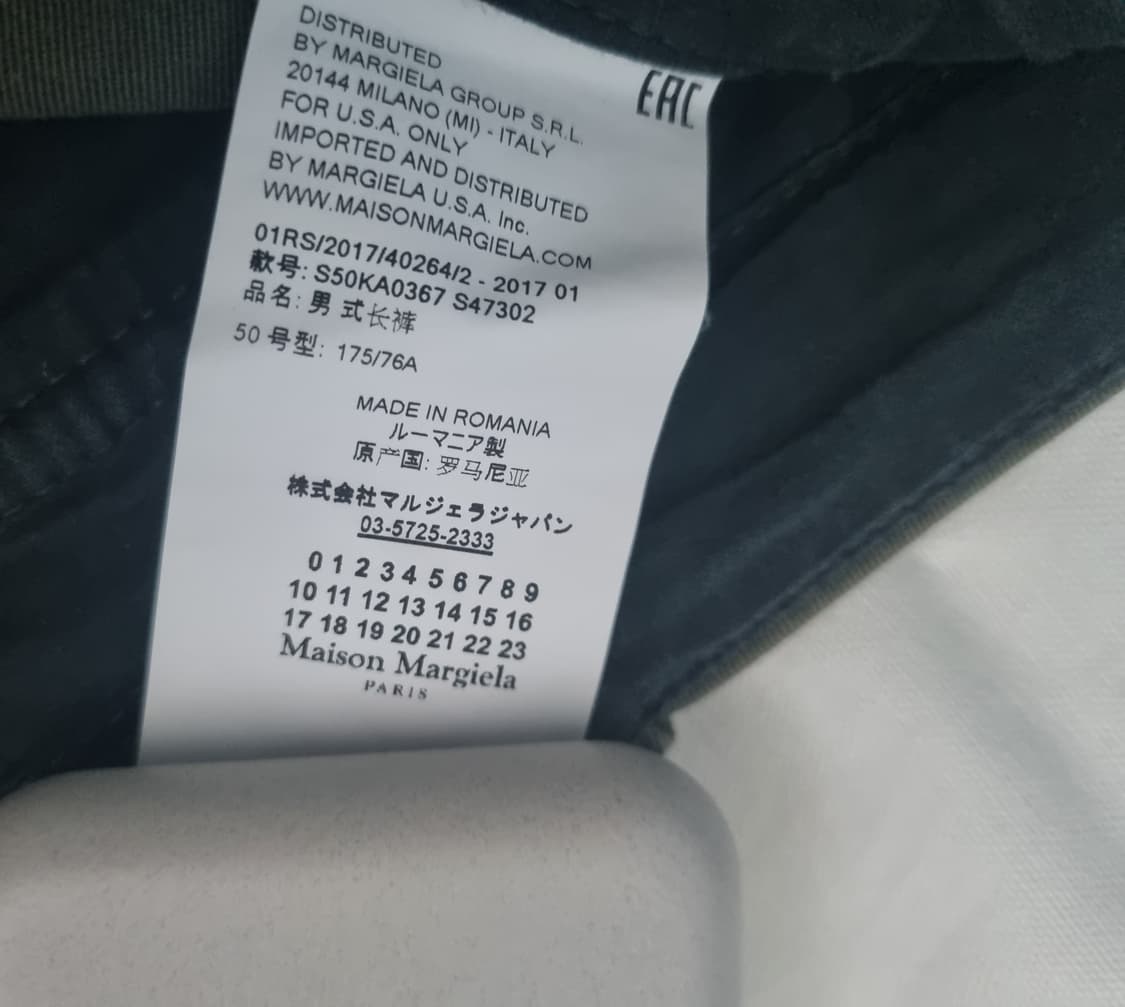 DISTRIBUTED
BY MARGIELA GROUP S.R.L.
20144 MILANO (MI) - ITALY
FOR U.S.A. ONLY
IMPORTED AND DISTRIBUTED
BY MARGIELA U.S.A. Inc.
WWW.MAISONMARGIELA.COM
EAC
01RS/2017/40264/2 - 2017 01
款号: S50KA0367 S47302
品名: 男 式长裤
50 号型: 175/76A
MADE IN ROMANIA
ルーマニア製
原产国: 罗马尼亚
株式会社マルジェラジャパン
03-5725-2333
0 1 2 3 4 5 6 7 8 9
10 11 12 13 14 15 16
17 18 19 20 21 22 23
Maison Margiela
PARIS